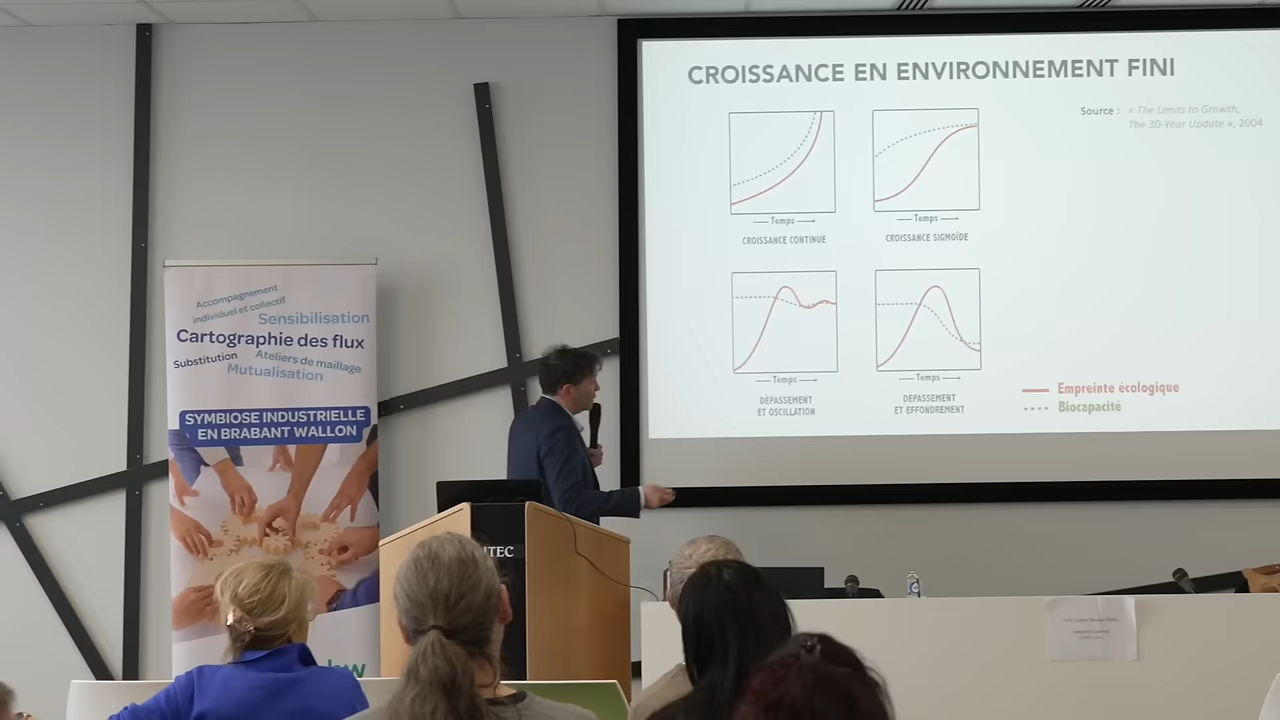 CROISSANCE EN ENVIRONNEMENT FINI
Source : « The Limits to Growth,
The 30-Year Update », 2004
Temps
CROISSANCE CONTINUE
Temps
CROISSANCE SIGMOÏDE
Temps
DÉPASSEMENT
ET OSCILLATION
Temps
DÉPASSEMENT
ET EFFONDREMENT
Empreinte écologique
Biocapacité
Accompagnement
individuel et collectif
Sensibilisation
Cartographie des flux
Substitution
Ateliers de maillage
Mutualisation
SYMBIOSE INDUSTRIELLE
EN BRABANT WALLON